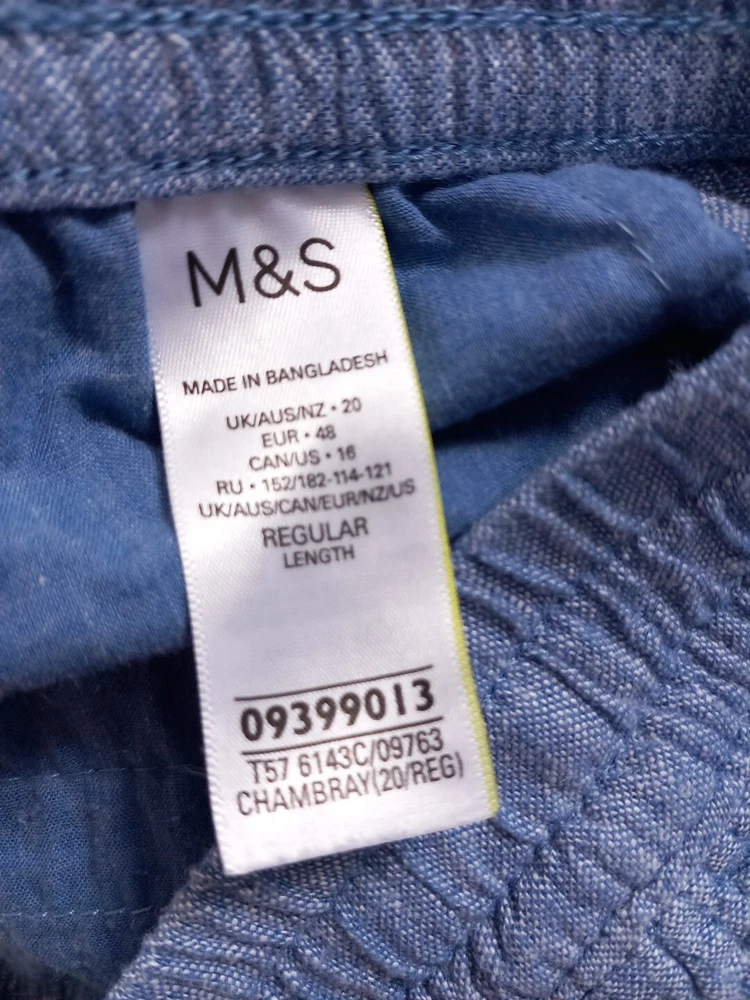 M&S
MADE IN BANGLADESH
UK/AUS/NZ • 20
EUR • 48
CAN/US • 16
RU • 152/182-114-121
UK/AUS/CAN/EUR/NZ/US
REGULAR
LENGTH
09399013
T57 6143C/09763
CHAMBRAY(20/REG)